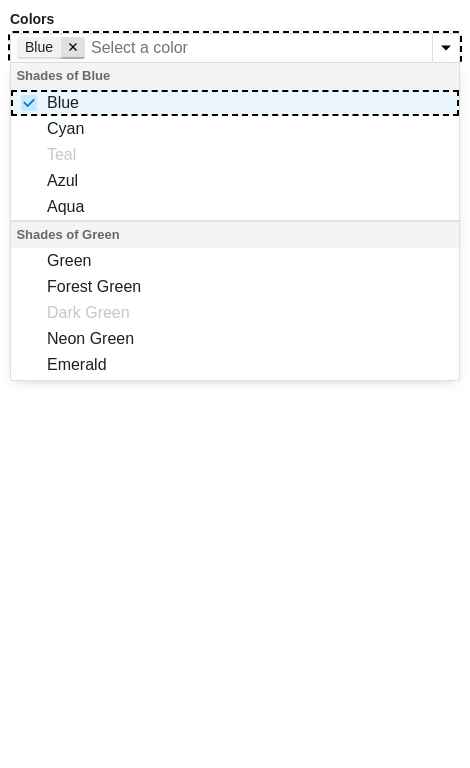 Colors
Blue ✕ Select a color
Shades of Blue
Blue
Cyan
Teal
Azul
Aqua
Shades of Green
Green
Forest Green
Dark Green
Neon Green
Emerald